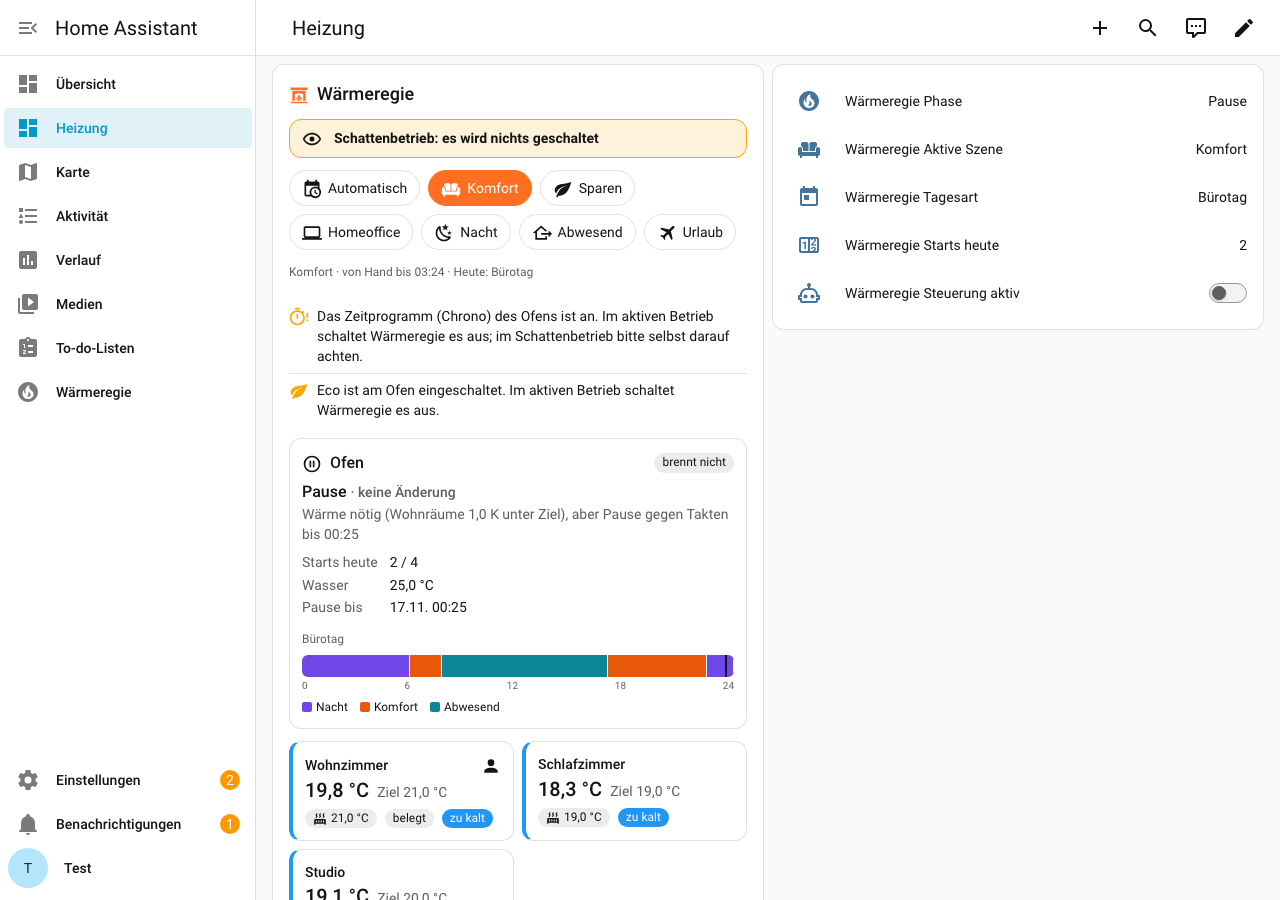 Home Assistant
Heizung
Übersicht
Heizung
Karte
Aktivität
Verlauf
Medien
To-do-Listen
Wärmeregie
Einstellungen 2
Benachrichtigungen 1
T Test
Wärmeregie
Schattenbetrieb: es wird nichts geschaltet
Automatisch Komfort Sparen
Homeoffice Nacht Abwesend Urlaub
Komfort · von Hand bis 03:24 · Heute: Bürotag
Das Zeitprogramm (Chrono) des Ofens ist an. Im aktiven Betrieb
schaltet Wärmeregie es aus; im Schattenbetrieb bitte selbst darauf
achten.
Eco ist am Ofen eingeschaltet. Im aktiven Betrieb schaltet
Wärmeregie es aus.
Ofen brennt nicht
Pause · keine Änderung
Wärme nötig (Wohnräume 1,0 K unter Ziel), aber Pause gegen Takten
bis 00:25
Starts heute 2 / 4
Wasser 25,0 °C
Pause bis 17.11. 00:25
Bürotag
0 6 12 18 24
Nacht Komfort Abwesend
Wohnzimmer
19,8 °C Ziel 21,0 °C
21,0 °C belegt zu kalt
Schlafzimmer
18,3 °C Ziel 19,0 °C
19,0 °C zu kalt
Studio
19,1 °C Ziel 20,0 °C
Wärmeregie Phase Pause
Wärmeregie Aktive Szene Komfort
Wärmeregie Tagesart Bürotag
Wärmeregie Starts heute 2
Wärmeregie Steuerung aktiv